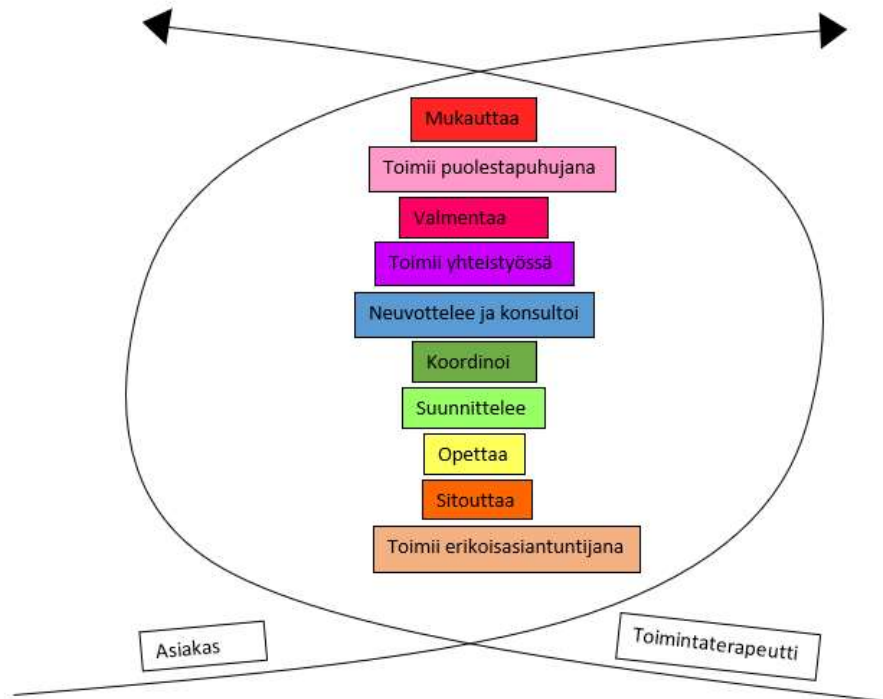 Mukauttaa
Toimii puolestapuhujana
Valmentaa
Toimii yhteistyössä
Neuvottelee ja konsultoi
Koordinoi
Suunnittelee
Opettaa
Sitouttaa
Toimii erikoisasiantuntijana
Asiakas
Toimintaterapeutti